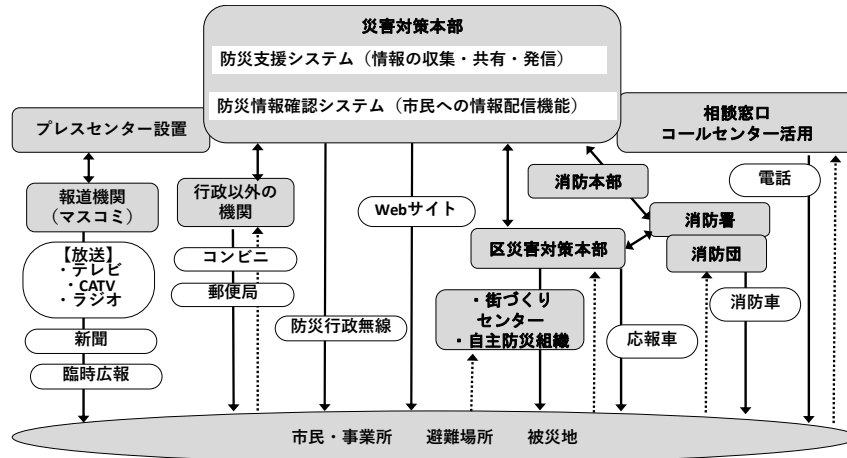 災害対策本部
防災支援システム（情報の収集・共有・発信）
防災情報確認システム（市民への情報配信機能）
プレスセンター設置
相談窓口
コールセンター活用
報道機関
（マスコミ）
行政以外の
機関
消防本部
電話
Webサイト
消防署
消防団
【放送】
・テレビ
・CATV
・ラジオ
コンビニ
郵便局
区災害対策本部
・街づくり
センター
・自主防災組織
消防車
新聞
防災行政無線
応報車
臨時広報
市民・事業所　避難場所　被災地